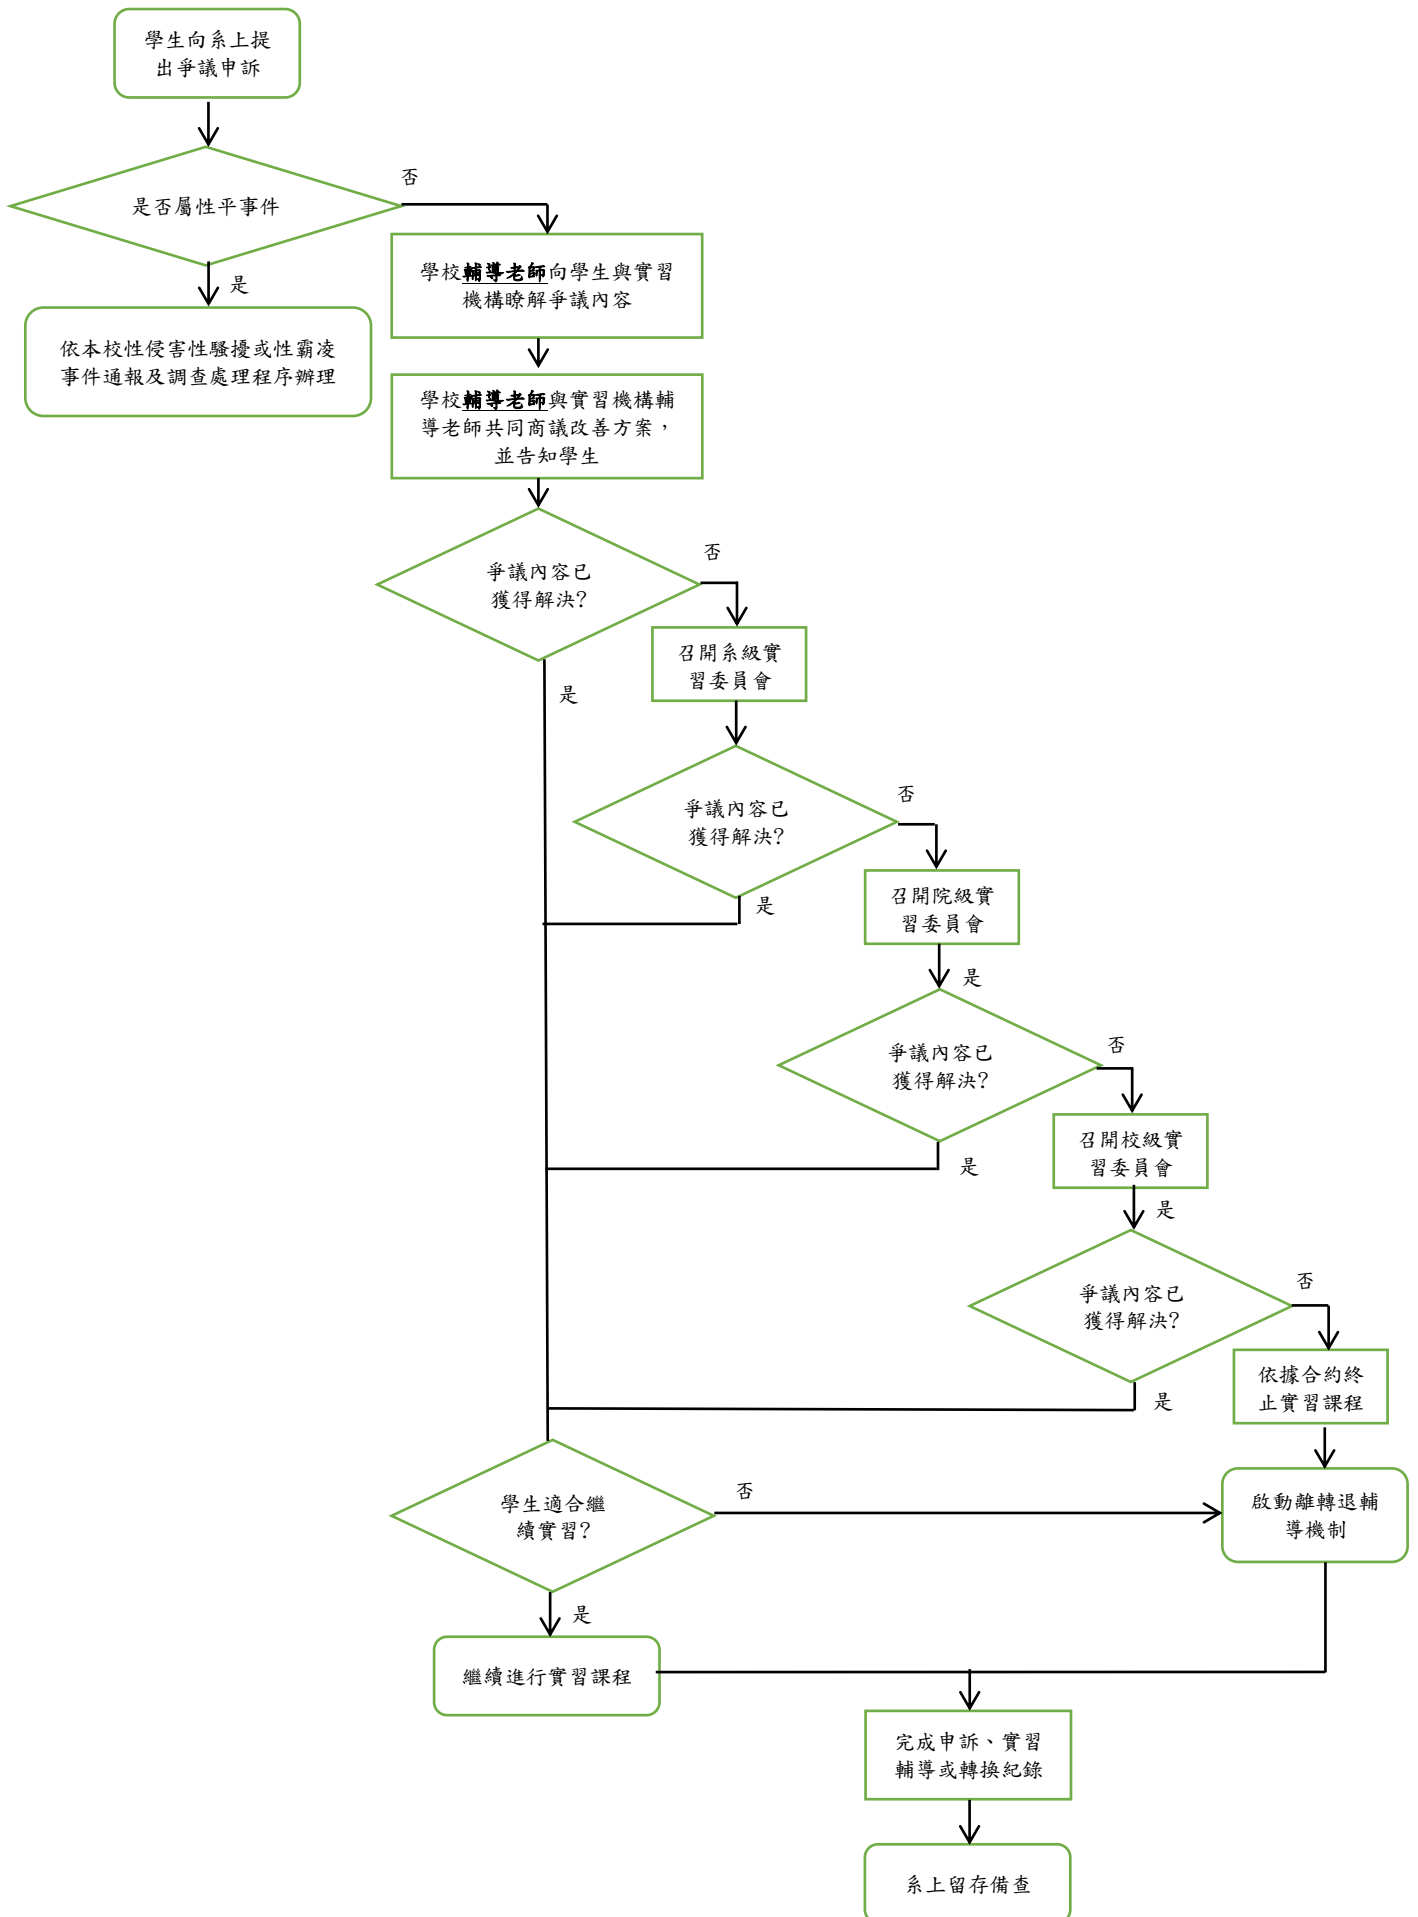 學生向系上提
出爭議申訴
否
是否屬性平事件
是
學校輔導老師向學生與實習
機構瞭解爭議內容
依本校性侵害性騷擾或性霸凌
事件通報及調查處理程序辦理
學校輔導老師與實習機構輔
導老師共同商議改善方案，
並告知學生
否
爭議內容已
獲得解決?
召開系級實
習委員會
是
否
爭議內容已
獲得解決?
召開院級實
習委員會
是
是
否
爭議內容已
獲得解決?
召開校級實
習委員會
是
是
否
爭議內容已
獲得解決?
依據合約終
止實習課程
是
否
學生適合繼
續實習?
啟動離轉退輔
導機制
是
繼續進行實習課程
完成申訴、實習
輔導或轉換紀錄
系上留存備查